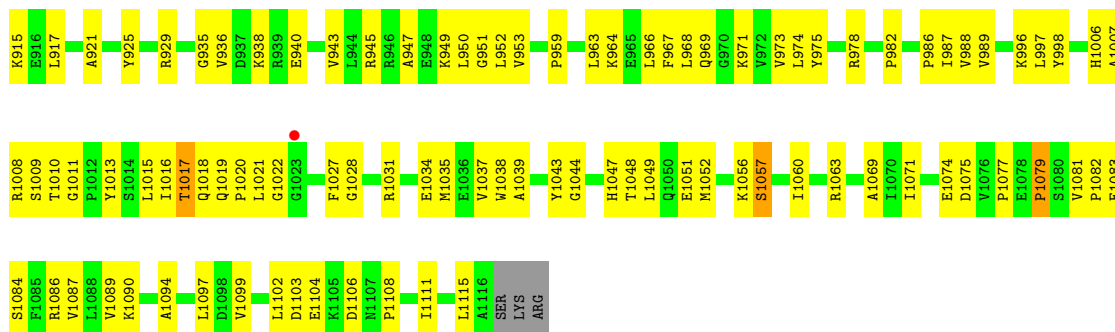 K915 E916 L917 A921 Y925 R929 G935 V936 D937 K938 R939 E940 V943 L944 R945 R946 A947 E948 K949 L950 G951 L952 V953 P959 L963 K964 E965 L966 F967 L968 Q969 G970 K971 V972 V973 L974 Y975 R978 P982 P986 I987 V988 V989 K996 L997 Y998 H1006 A1007
R1008 S1009 T1010 G1011 P1012 Y1013 S1014 L1015 I1016 T1017 Q1018 Q1019 P1020 L1021 G1022 G1023 F1027 G1028 R1031 E1034 M1035 E1036 V1037 W1038 A1039 Y1043 G1044 H1047 T1048 L1049 Q1050 E1051 M1052 K1056 S1057 I1060 R1063 A1069 I1070 I1071 E1074 D1075 V1076 P1077 E1078 P1079 S1080 V1081 P1082
S1084 F1085 R1086 V1087 L1088 V1089 K1090 A1094 L1097 D1098 V1099 L1102 D1103 E1104 K1105 D1106 N1107 P1108 I1111 L1115 A1116 SER LYS ARG